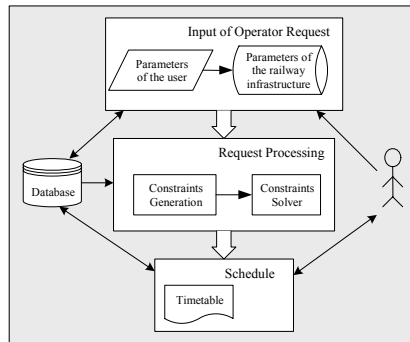 Input of Operator Request
Parameters
of the user
Parameters of
the railway
infrastructure
Request Processing
Database
Constraints
Generation
Constraints
Solver
Schedule
Timetable